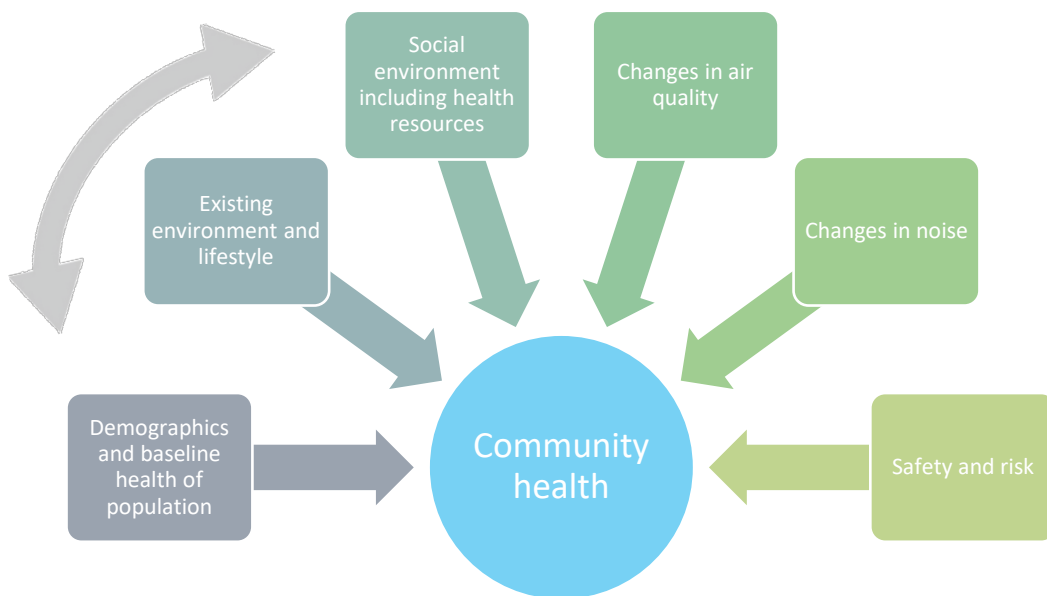 Social
environment
including health
resources
Changes in air
quality
Existing
environment and
lifestyle
Changes in noise
Demographics
and baseline
health of
population
Community
health
Safety and risk